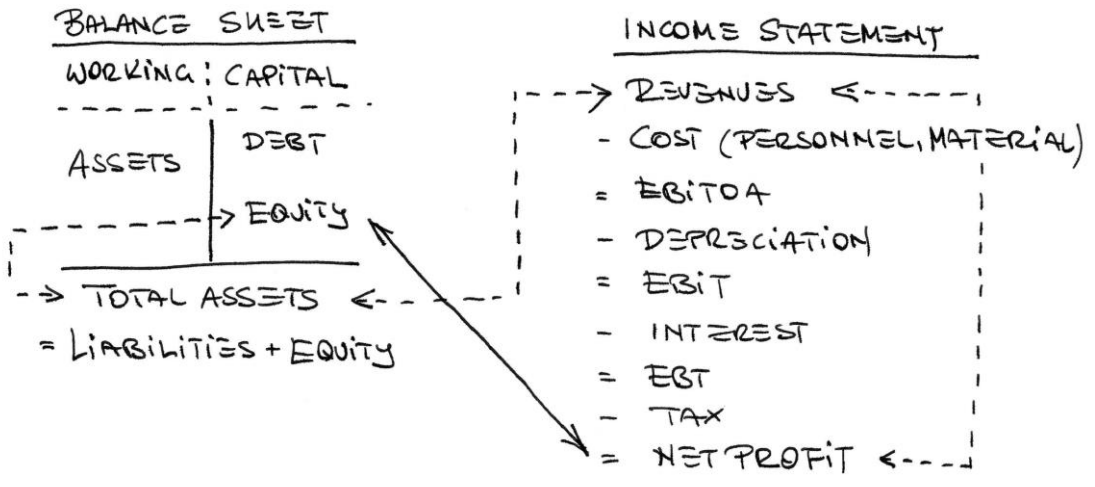 BALANCE SHEET
WORKING CAPITAL
ASSETS
DEBT
EQUITY
TOTAL ASSETS
= LIABILITIES + EQUITY
INCOME STATEMENT
REVENUES
- COST (PERSONNEL, MATERIAL)
= EBITDA
- DEPRECIATION
= EBIT
- INTEREST
= EBT
- TAX
= NET PROFIT